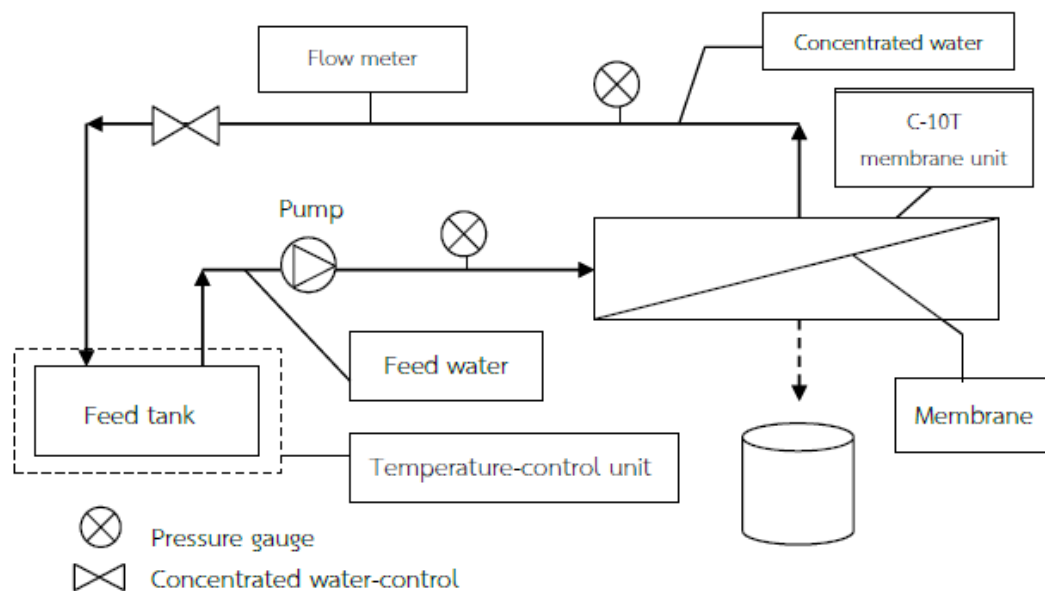 Flow meter
Concentrated water
C-10T
membrane unit
Pump
Feed water
Feed tank
Membrane
Temperature-control unit
Pressure gauge
Concentrated water-control